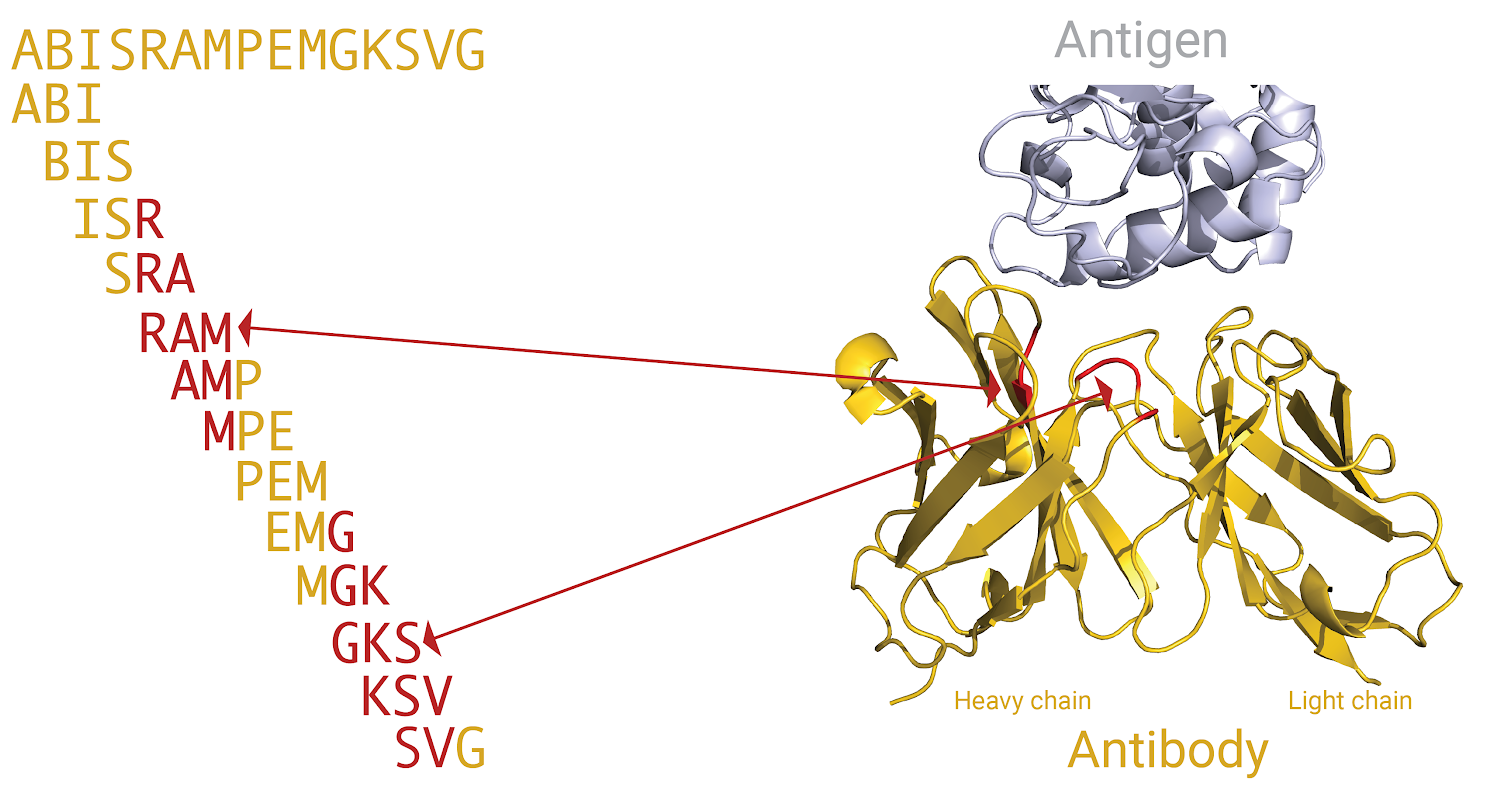 ABISRAMPEMGKSVG
ABI
BIS
ISR
SRA
RAM
AMP
MPE
PEM
EMG
MGK
GKS
KSV
SVG
Antigen
Heavy chain
Light chain
Antibody